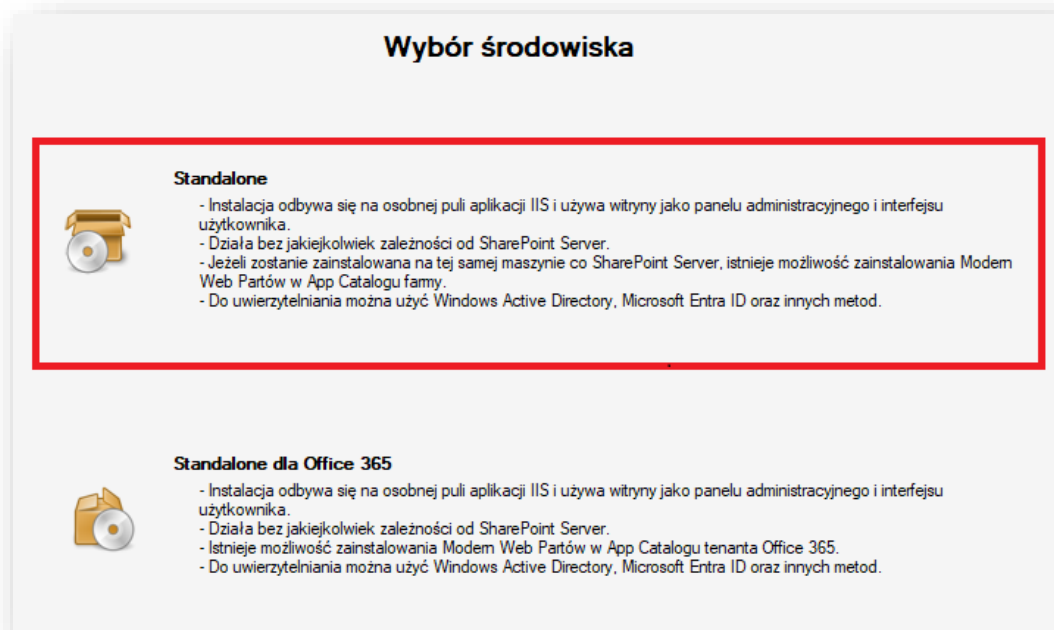 Wybór środowiska
Standalone
- Instalacja odbywa się na osobnej puli aplikacji IIS i używa witryny jako panelu administracyjnego i interfejsu
użytkownika.
- Działa bez jakiejkolwiek zależności od SharePoint Server.
- Jeżeli zostanie zainstalowana na tej samej maszynie co SharePoint Server, istnieje możliwość zainstalowania Modern
Web Partów w App Catalogu farmy.
- Do uwierzytelniania można użyć Windows Active Directory, Microsoft Entra ID oraz innych metod.
Standalone dla Office 365
- Instalacja odbywa się na osobnej puli aplikacji IIS i używa witryny jako panelu administracyjnego i interfejsu
użytkownika.
- Działa bez jakiejkolwiek zależności od SharePoint Server.
- Istnieje możliwość zainstalowania Modern Web Partów w App Catalogu tenanta Office 365.
- Do uwierzytelniania można użyć Windows Active Directory, Microsoft Entra ID oraz innych metod.